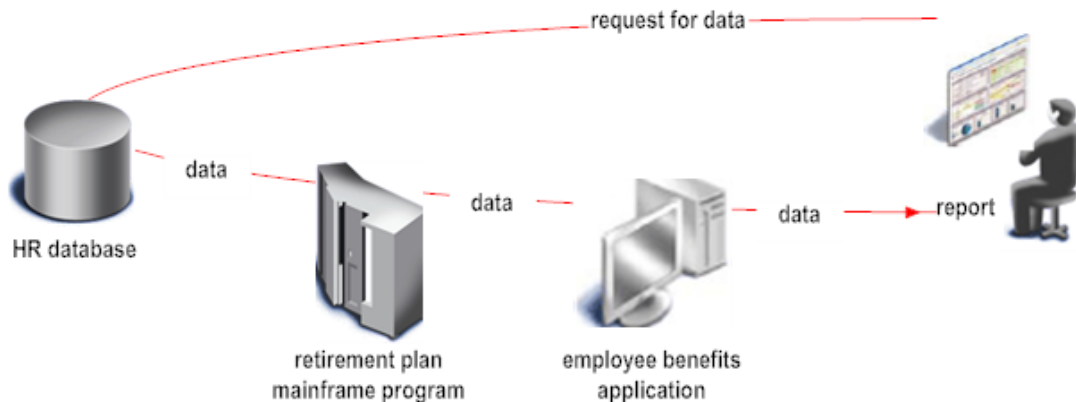 request for data
data
data
data
report
HR database
retirement plan
mainframe program
employee benefits
application